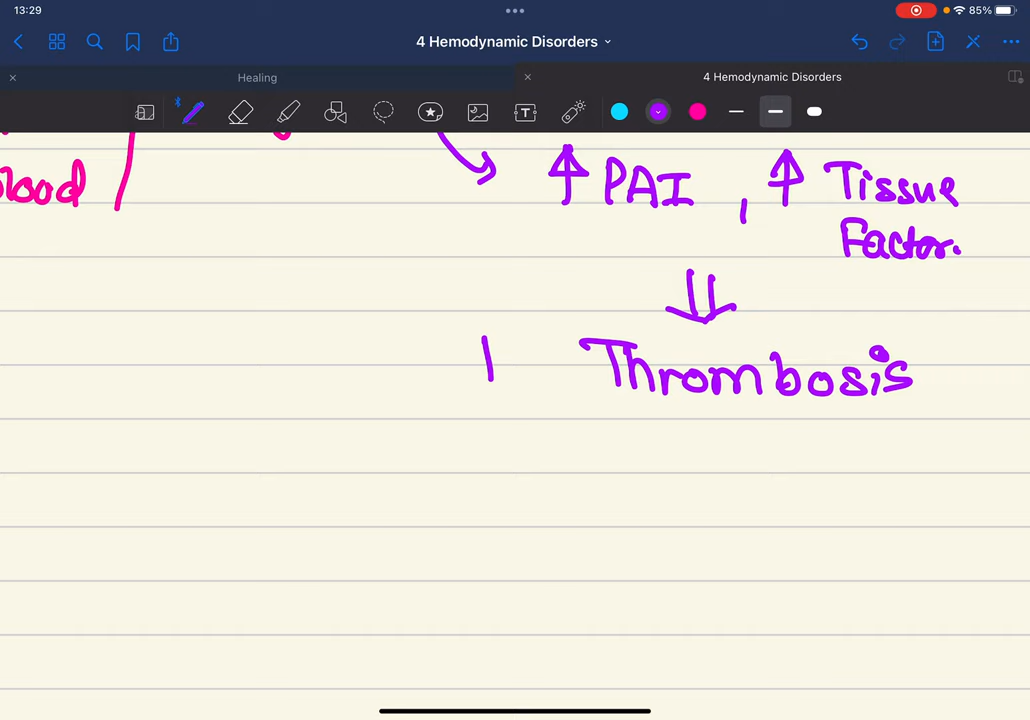 13:29
85%
4 Hemodynamic Disorders
Healing
4 Hemodynamic Disorders
T
lood
↑ PAI , ↑ Tissue
Factor.
Thrombosis